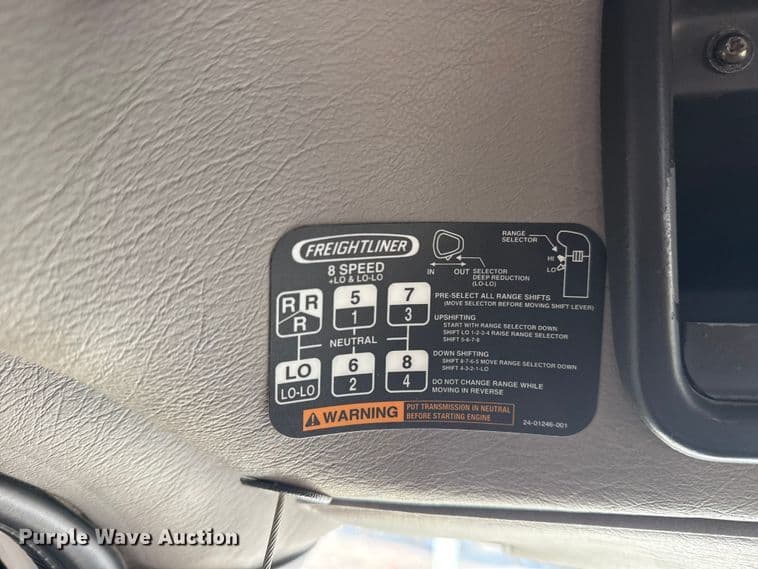 FREIGHTLINER
8 SPEED
+LO & LO-LO
IN OUT SELECTOR
DEEP REDUCTION
(LO-LO)
RANGE
SELECTOR
HI
LO
R R
R
5
1
7
3
NEUTRAL
LO
LO-LO
6
2
8
4
PRE-SELECT ALL RANGE SHIFTS
(MOVE SELECTOR BEFORE MOVING SHIFT LEVER)
UPSHIFTING
START WITH RANGE SELECTOR DOWN
SHIFT LO 1-2-3-4 RAISE RANGE SELECTOR
SHIFT 5-6-7-8
DOWN SHIFTING
SHIFT 8-7-6-5 MOVE RANGE SELECTOR DOWN
SHIFT 4-3-2-1-LO
DO NOT CHANGE RANGE WHILE
MOVING IN REVERSE
WARNING
PUT TRANSMISSION IN NEUTRAL
BEFORE STARTING ENGINE
24-01246-001
Purple Wave Auction